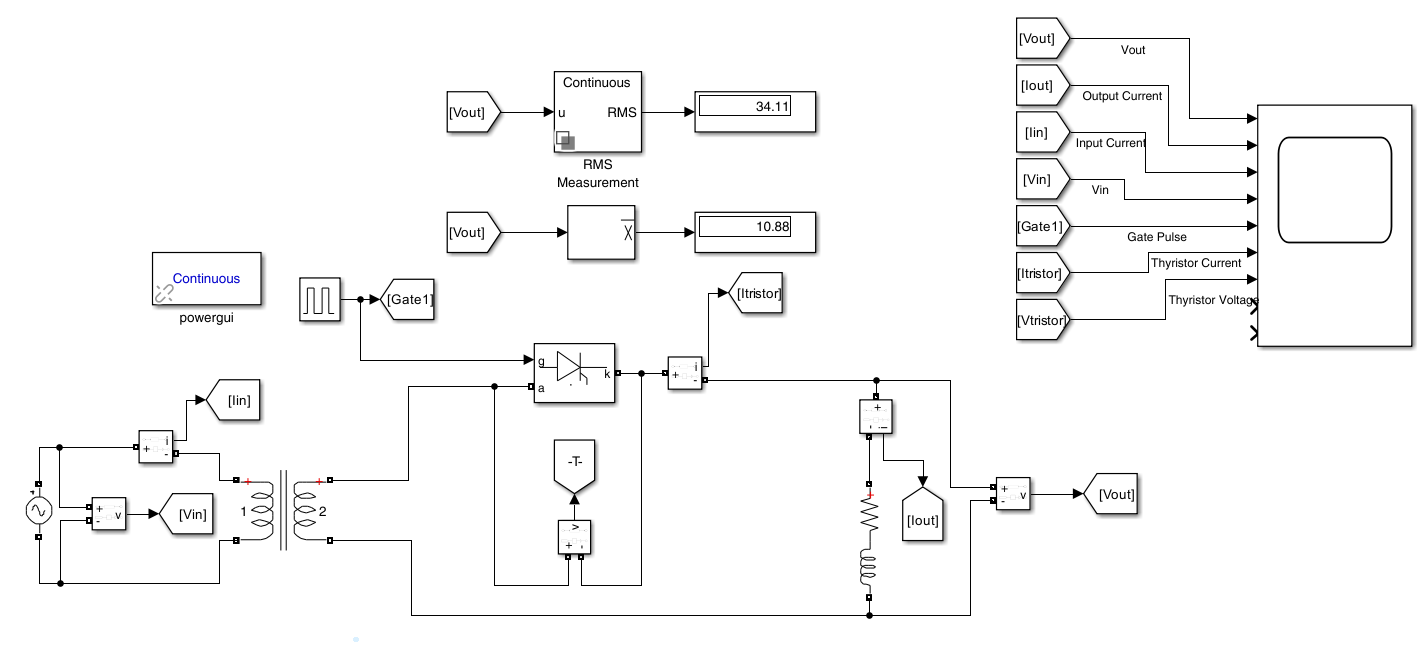 [Vout]
Vout
[Iout]
Output Current
[Iin]
Input Current
[Vin]
Vin
[Gate1]
Gate Pulse
[Itristor]
Thyristor Current
[Vtristor]
Thyristor Voltage
[Vout]
Continuous
u
RMS
34.11
RMS
Measurement
[Vout]
x
10.88
Continuous
powergui
[Gate1]
[Itristor]
g
a
k
i
+
-
[Iin]
i
+
-
+
-
v
[Vin]
+
1
+
2
-T-
v
+
-
+
-
i
+
[Iout]
+
-
v
[Vout]